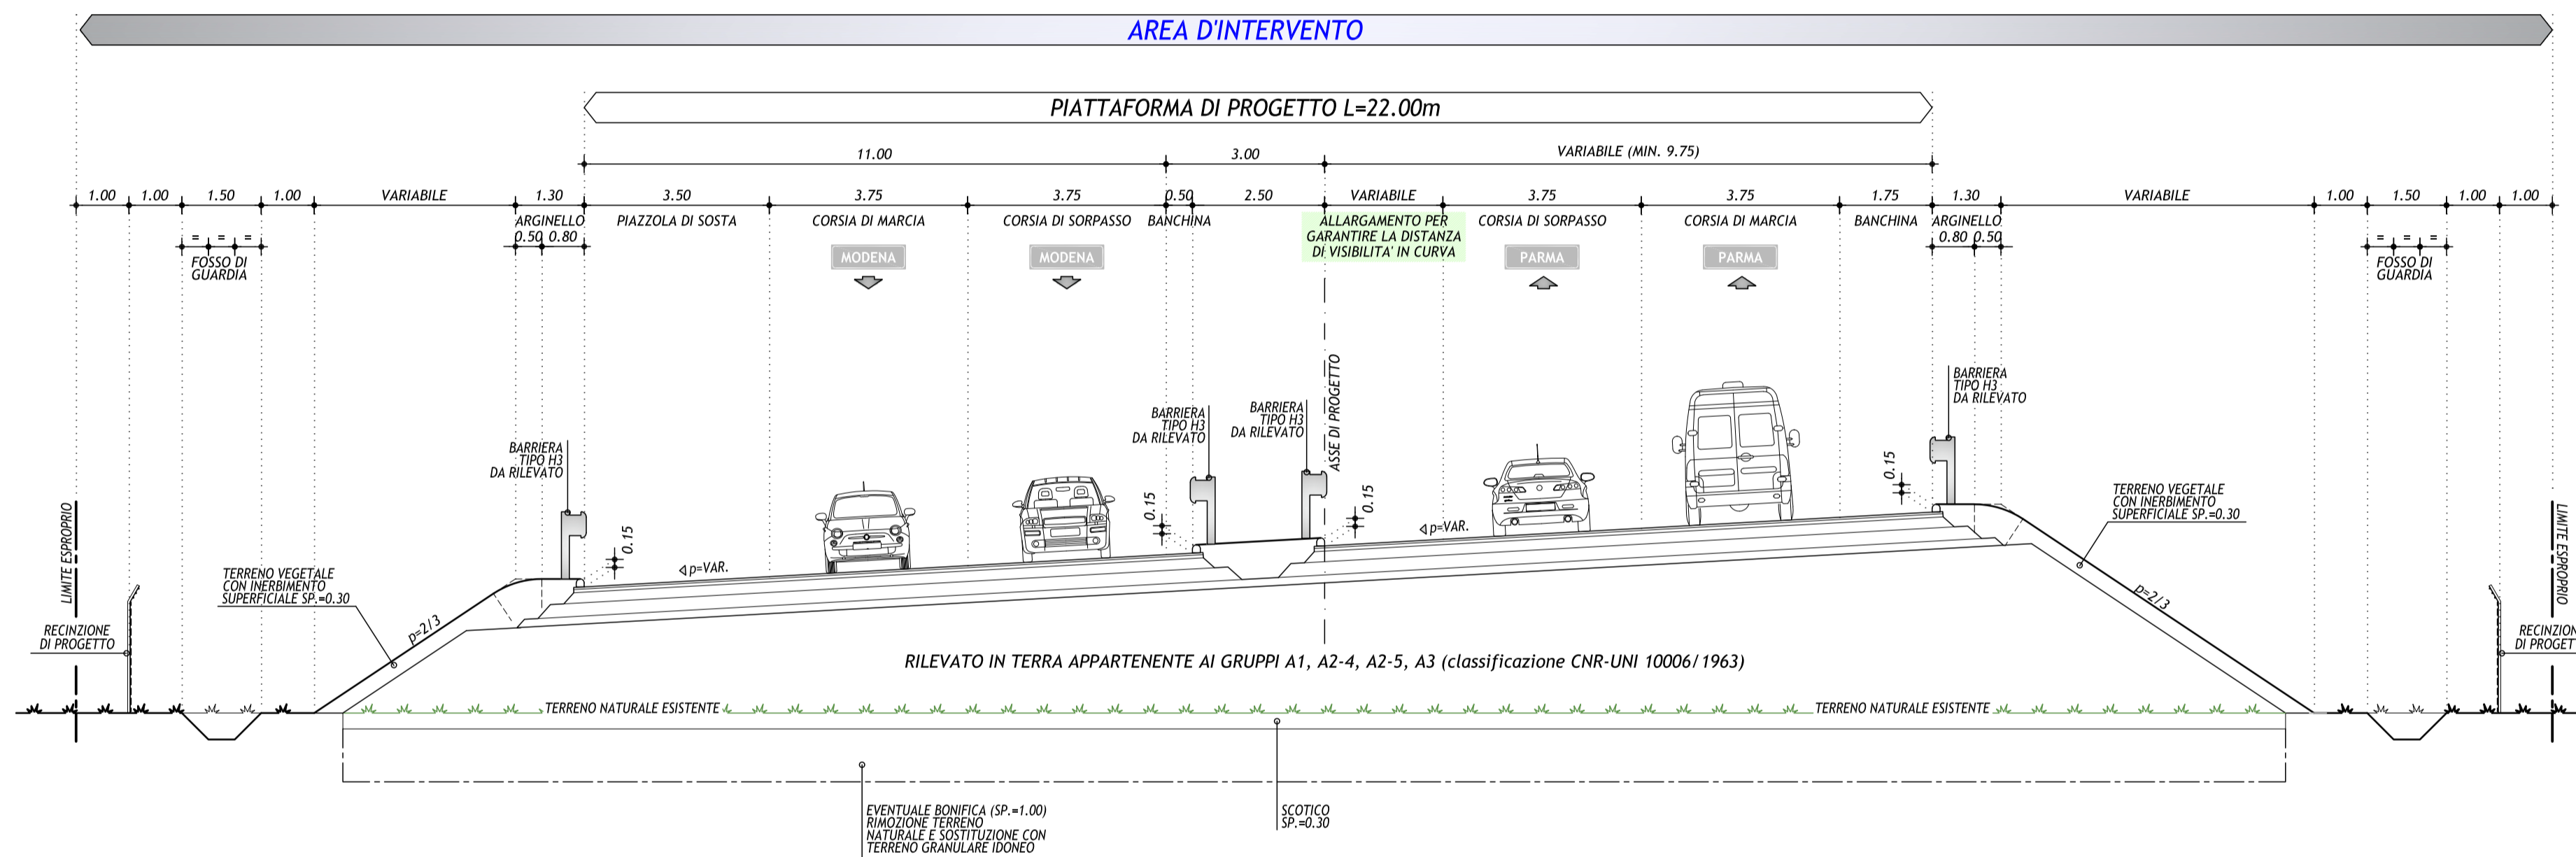 AREA D'INTERVENTO
PIATTAFORMA DI PROGETTO L=22.00m
11.00 3.00 VARIABILE (MIN. 9.75)
1.00 1.00 1.50 1.00 VARIABILE 1.30 3.50 3.75 3.75 0.50 2.50 VARIABILE 3.75 3.75 1.75 1.30 VARIABILE 1.00 1.50 1.00 1.00
ARGINELLO PIAZZOLA DI SOSTA CORSIA DI MARCIA CORSIA DI SORPASSO BANCHINA
ALLARGAMENTO PER
GARANTIRE LA DISTANZA
DI VISIBILITA' IN CURVA
CORSIA DI SORPASSO CORSIA DI MARCIA BANCHINA ARGINELLO
= = = 0.50 0.80 0.80 0.50 = = =
FOSSO DI
GUARDIA
MODENA MODENA PARMA PARMA
FOSSO DI
GUARDIA
ASSE DI PROGETTO
BARRIERA
TIPO H3
DA RILEVATO
BARRIERA
TIPO H3
DA RILEVATO
BARRIERA
TIPO H3
DA RILEVATO
BARRIERA
TIPO H3
DA RILEVATO
0.15
0.15
0.15
0.15
p=VAR.
p=VAR.
LIMITE ESPROPRIO
LIMITE ESPROPRIO
TERRENO VEGETALE
CON INERBIMENTO
SUPERFICIALE SP.=0.30
TERRENO VEGETALE
CON INERBIMENTO
SUPERFICIALE SP.=0.30
p=2/3
p=2/3
RECINZIONE
DI PROGETTO
RECINZION
DI PROGETT
RILEVATO IN TERRA APPARTENENTE AI GRUPPI A1, A2-4, A2-5, A3 (classificazione CNR-UNI 10006/1963)
TERRENO NATURALE ESISTENTE
TERRENO NATURALE ESISTENTE
EVENTUALE BONIFICA (SP.=1.00)
RIMOZIONE TERRENO
NATURALE E SOSTITUZIONE CON
TERRENO GRANULARE IDONEO
SCOTICO
SP.=0.30